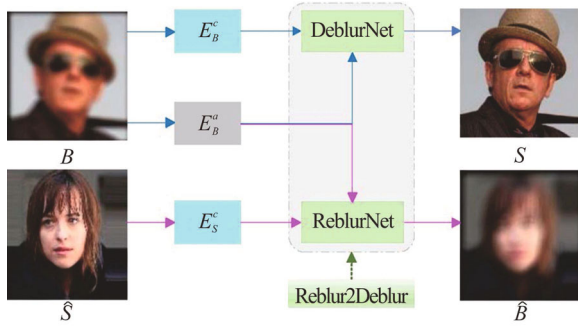 E_B^c
DeblurNet
B
E_B^a
S
E_S^c
ReblurNet
Ŝ
Reblur2Deblur
B̂